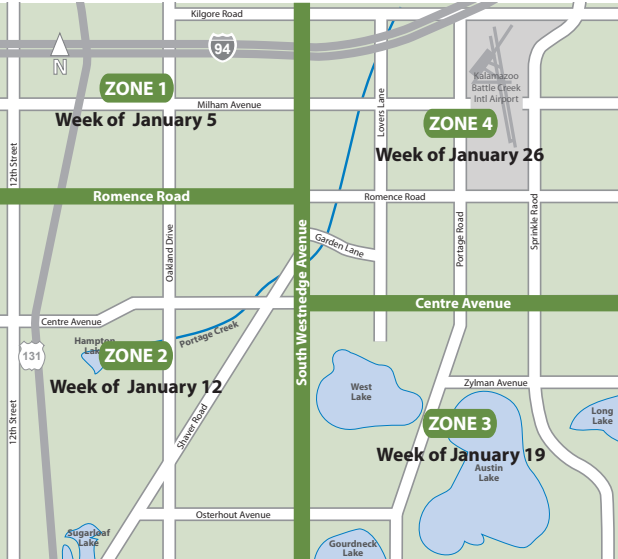 Kilgore Road
94
N
ZONE 1
Milham Avenue
Week of January 5
12th Street
Kalamazoo
Battle Creek
Intl Airport
Lovers Lane
ZONE 4
Week of January 26
Romence Road
Romence Road
Oakland Drive
Garden Lane
Portage Road
Sprinkle Raod
South Westnedge Avenue
Centre Avenue
Centre Avenue
Portage Creek
Hampton
Lake
131
ZONE 2
Week of January 12
12th Street
Shaver Road
West
Lake
Zylman Avenue
Long
Lake
ZONE 3
Week of January 19
Austin
Lake
Osterhout Avenue
Sugarloaf
Lake
Gourdneck
Lake